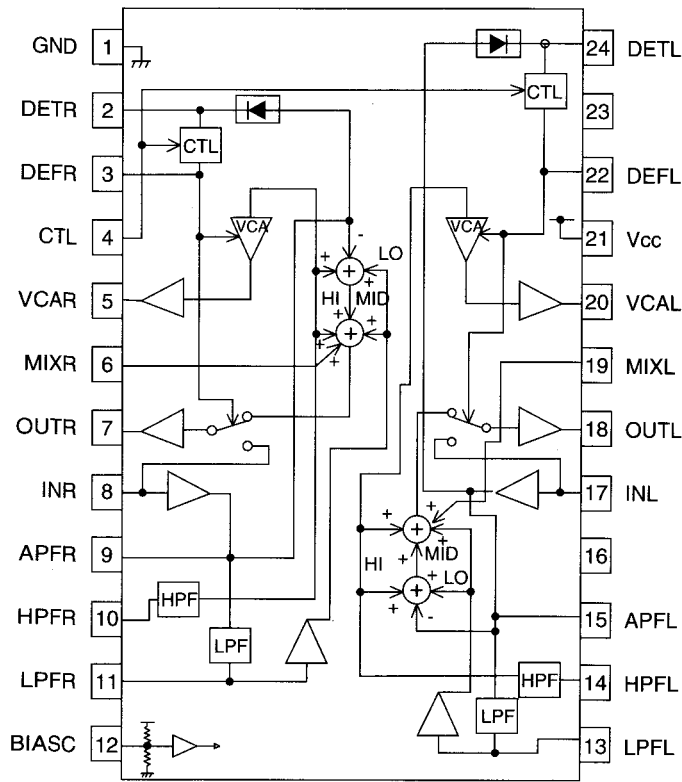 GND 1
DETR 2
DEFR 3
CTL 4
VCAR 5
MIXR 6
OUTR 7
INR 8
APFR 9
HPFR 10
LPFR 11
BIASC 12
CTL
VCA
- 
+ + LO
+
HI MID
+ + +
+
HPF
LPF
24 DETL
23
22 DEFL
21 Vcc
20 VCAL
19 MIXL
18 OUTL
17 INL
16
15 APFL
14 HPFL
13 LPFL
CTL
VCA
+
+ + +
+ MID
HI
+ LO
+ + +
-
HPF
LPF